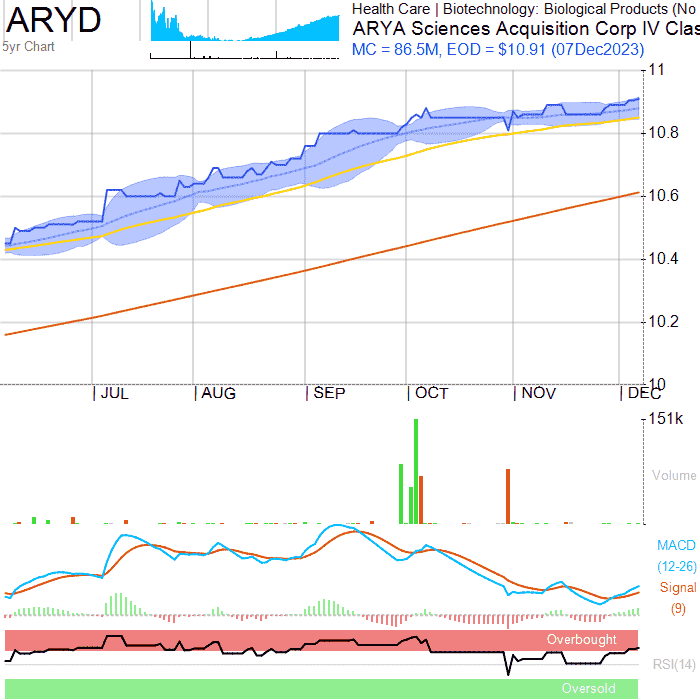 ARYD
5yr Chart
Health Care | Biotechnology: Biological Products (No
ARYA Sciences Acquisition Corp IV Clas
MC = 86.5M, EOD = $10.91 (07Dec2023)
11
10.8
10.6
10.4
10.2
10
JUL AUG SEP OCT NOV DEC
151k
Volume
MACD
(12-26)
Signal
(9)
Overbought
RSI(14)
Oversold